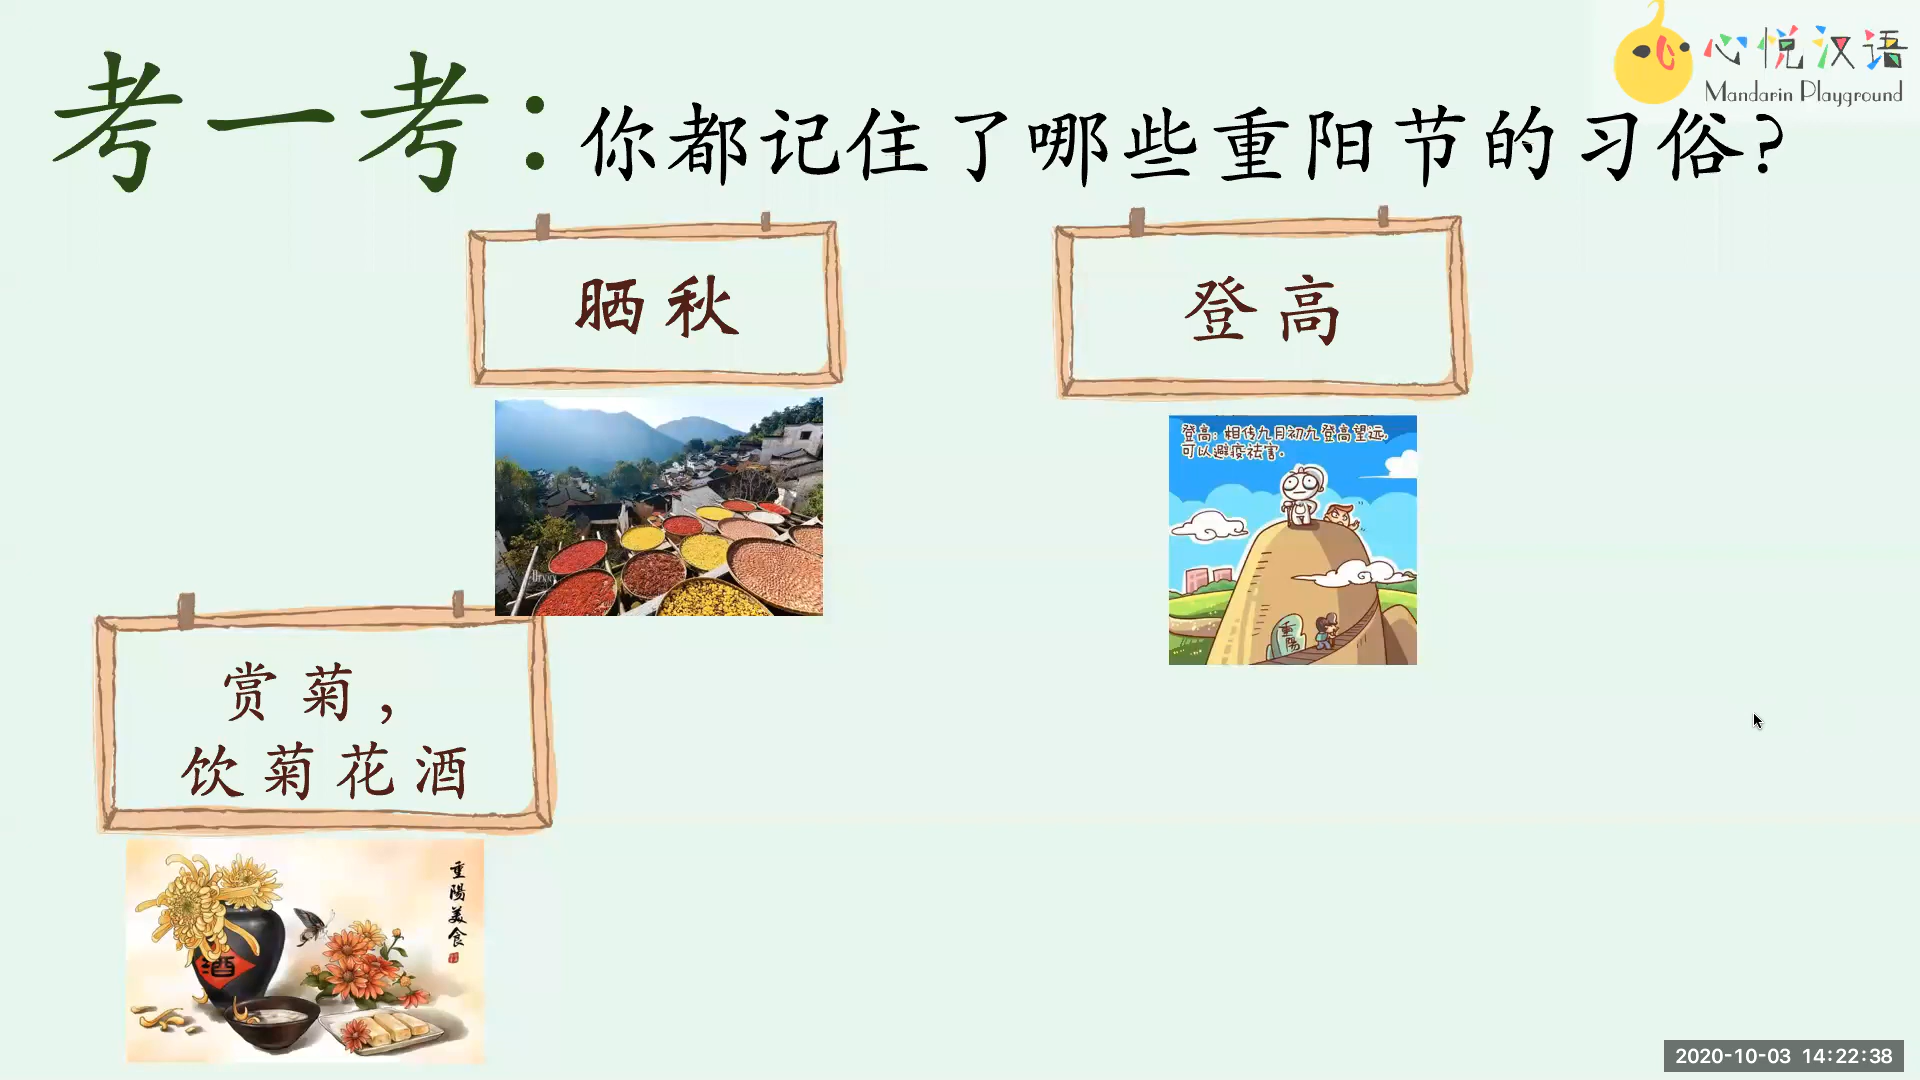 心悦汉语
Mandarin Playground
考一考：你都记住了哪些重阳节的习俗？
晒秋
登高
登高：相传九月初九登高望远，
可以避疫祛害。
重陽
赏菊，
饮菊花酒
重陽美食
酒
2020-10-03 14:22:38